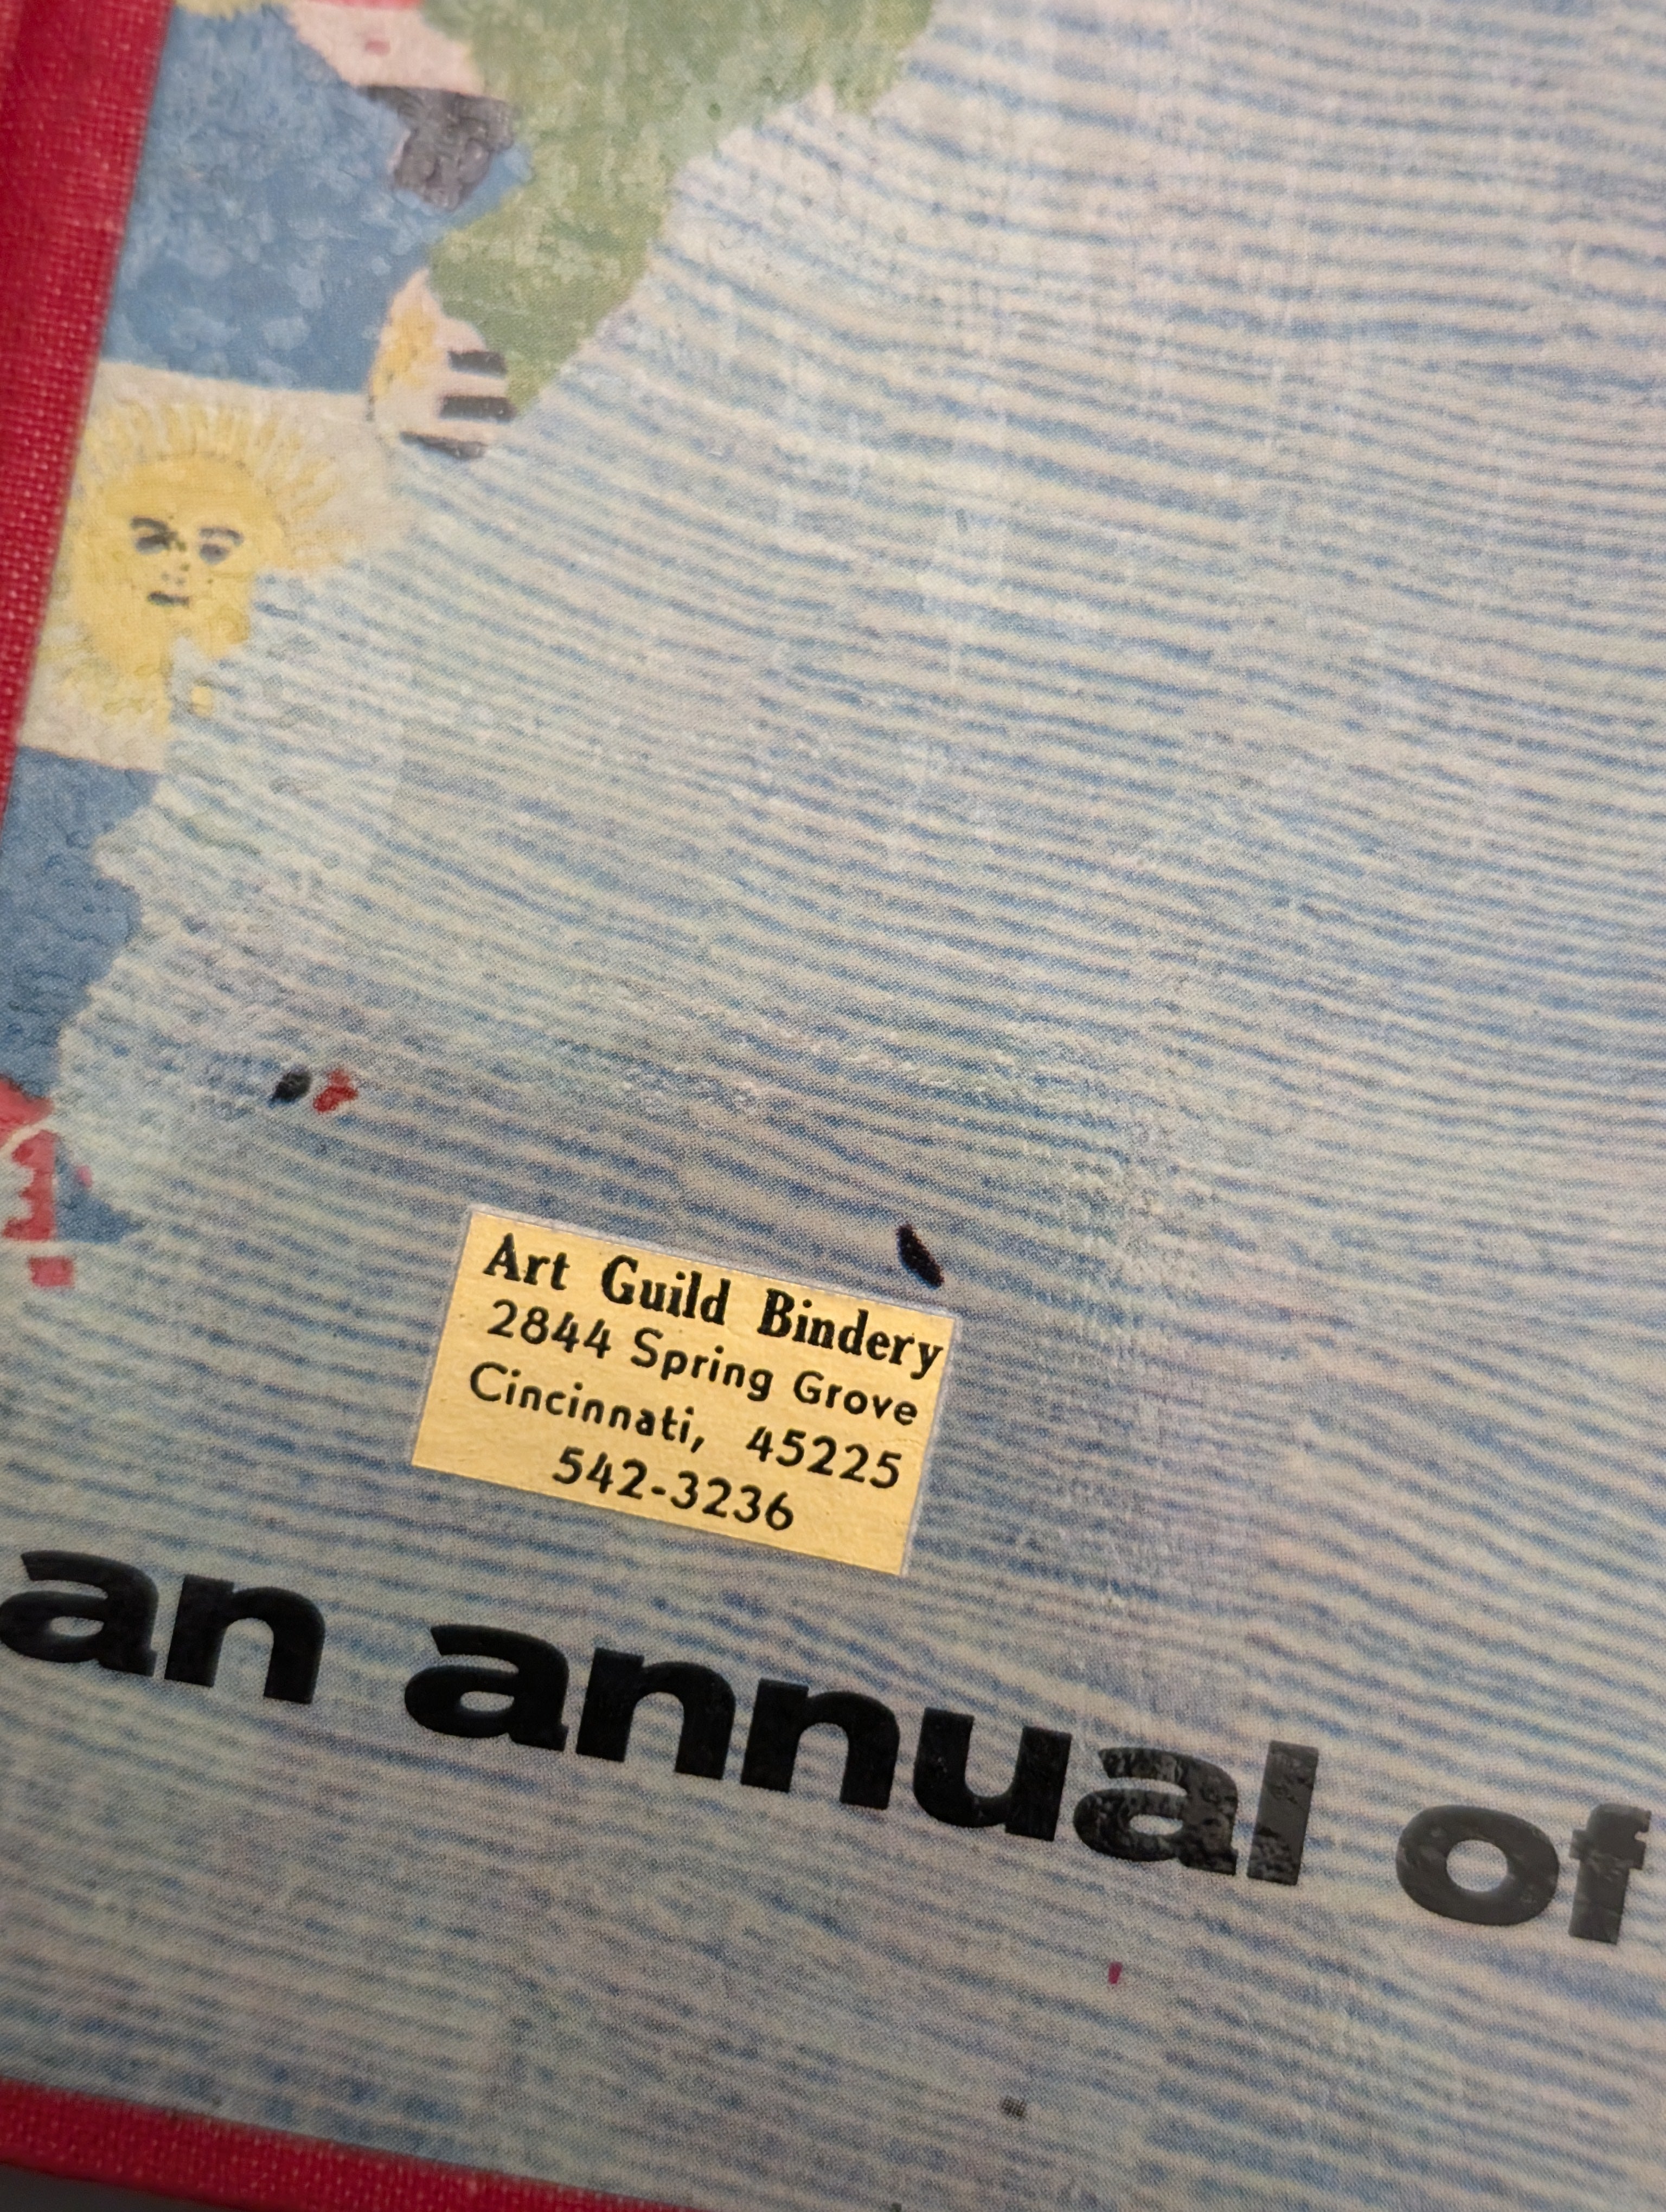 Art Guild Bindery
2844 Spring Grove
Cincinnati, 45225
542-3236
an annual of